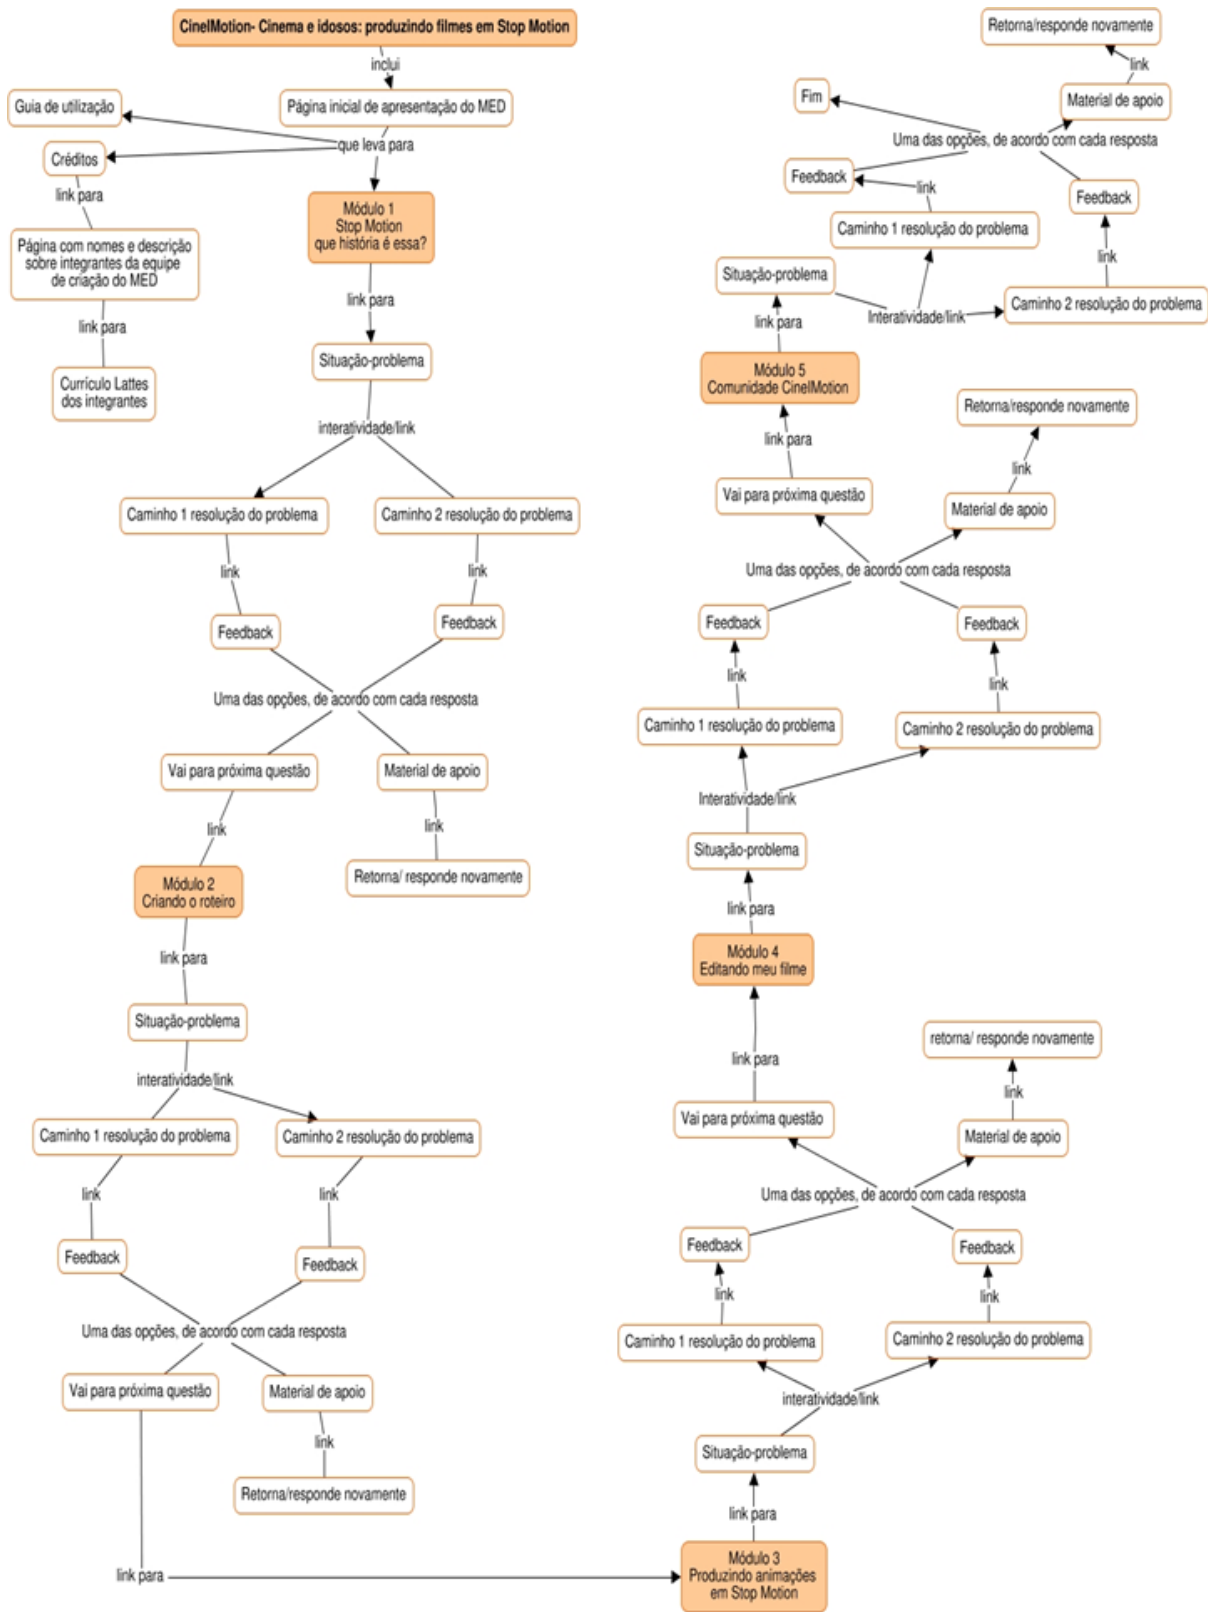 CineIMotion- Cinema e idosos: produzindo filmes em Stop Motion
inclui
Página inicial de apresentação do MED
que leva para
Guia de utilização
Créditos
link para
Página com nomes e descrição
sobre integrantes da equipe
de criação do MED
link para
Currículo Lattes
dos integrantes
Módulo 1
Stop Motion
que história é essa?
link para
Situação-problema
interatividade/link
Caminho 1 resolução do problema
Caminho 2 resolução do problema
link
link
Feedback
Feedback
Uma das opções, de acordo com cada resposta
Vai para próxima questão
Material de apoio
link
link
Retorna/ responde novamente
Módulo 2
Criando o roteiro
link para
Situação-problema
interatividade/link
Caminho 1 resolução do problema
Caminho 2 resolução do problema
link
link
Feedback
Feedback
Uma das opções, de acordo com cada resposta
Vai para próxima questão
Material de apoio
link
Retorna/responde novamente
link para
Módulo 3
Produzindo animações
em Stop Motion
link para
Situação-problema
interatividade/link
Caminho 1 resolução do problema
Caminho 2 resolução do problema
link
link
Feedback
Feedback
Uma das opções, de acordo com cada resposta
Vai para próxima questão
Material de apoio
link
retorna/ responde novamente
link para
Módulo 4
Editando meu filme
link para
Situação-problema
Interatividade/link
Caminho 1 resolução do problema
Caminho 2 resolução do problema
link
link
Feedback
Feedback
Uma das opções, de acordo com cada resposta
Vai para próxima questão
Material de apoio
link
Retorna/responde novamente
link para
Módulo 5
Comunidade CineIMotion
link para
Situação-problema
Interatividade/link
Caminho 1 resolução do problema
Caminho 2 resolução do problema
link
link
Feedback
Feedback
Uma das opções, de acordo com cada resposta
Fim
Material de apoio
link
Retorna/responde novamente